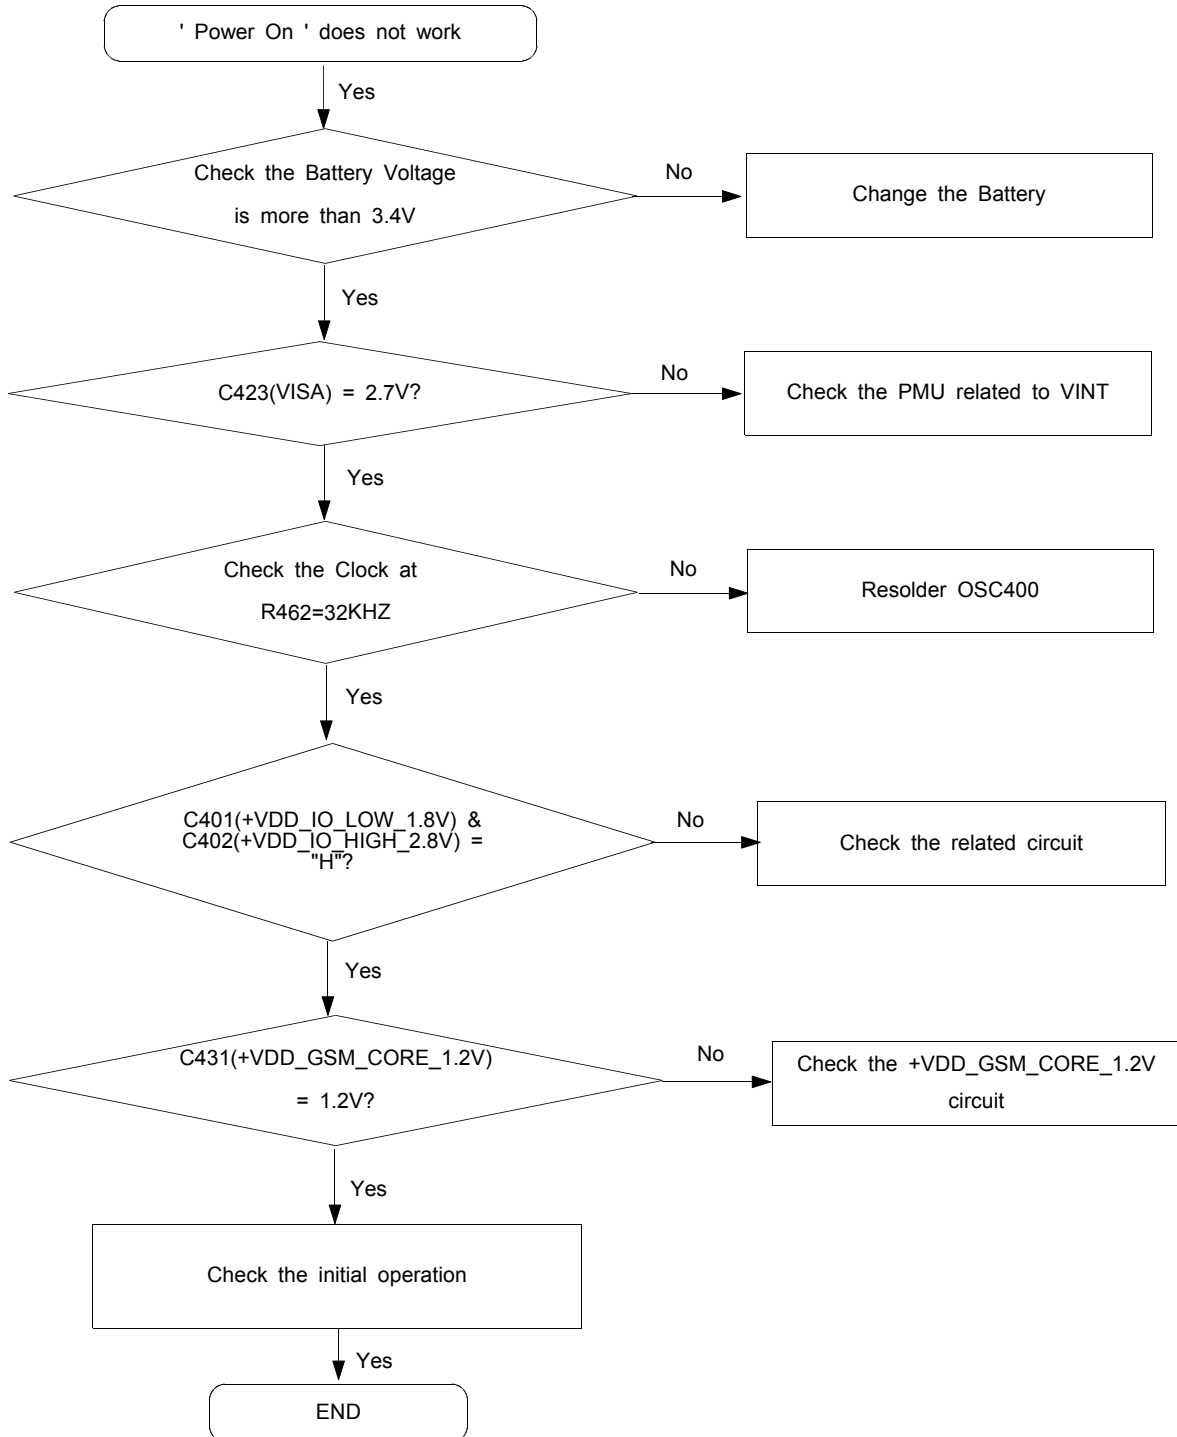 ' Power On ' does not work
Yes
Check the Battery Voltage
is more than 3.4V
No
Change the Battery
Yes
C423(VISA) = 2.7V?
No
Check the PMU related to VINT
Yes
Check the Clock at
R462=32KHZ
No
Resolder OSC400
Yes
C401(+VDD_IO_LOW_1.8V) &
C402(+VDD_IO_HIGH_2.8V) =
"H"?
No
Check the related circuit
Yes
C431(+VDD_GSM_CORE_1.2V)
= 1.2V?
No
Check the +VDD_GSM_CORE_1.2V
circuit
Yes
Check the initial operation
Yes
END